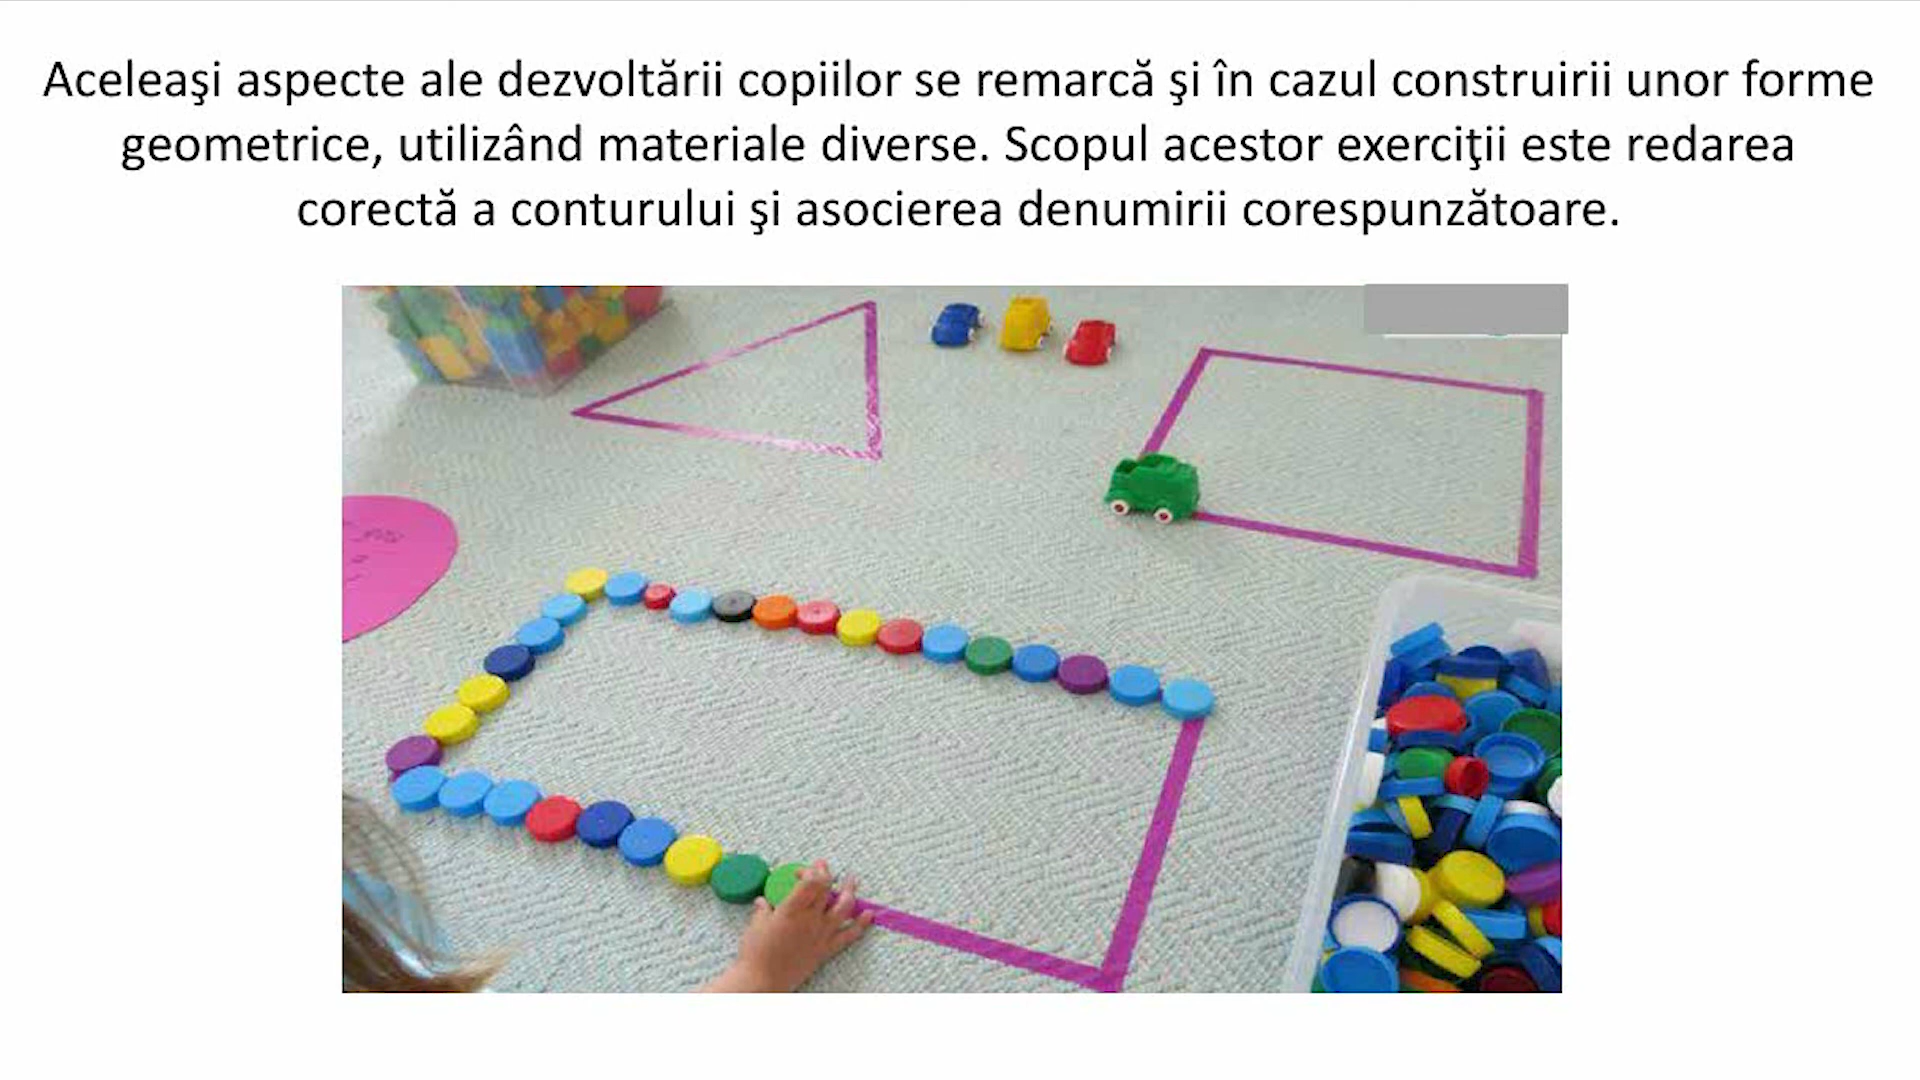 Aceleaşi aspecte ale dezvoltării copiilor se remarcă şi în cazul construirii unor forme
geometrice, utilizând materiale diverse. Scopul acestor exerciţii este redarea
corectă a conturului şi asocierea denumirii corespunzătoare.